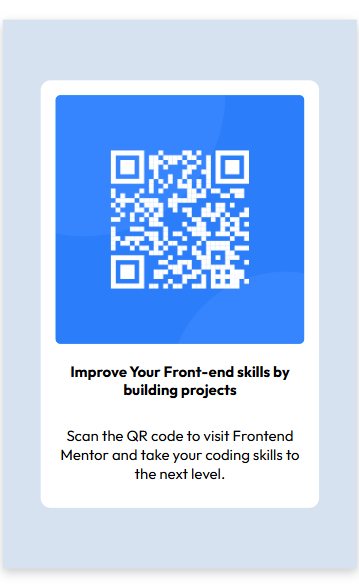 Improve Your Front-end skills by
building projects
Scan the QR code to visit Frontend
Mentor and take your coding skills to
the next level.